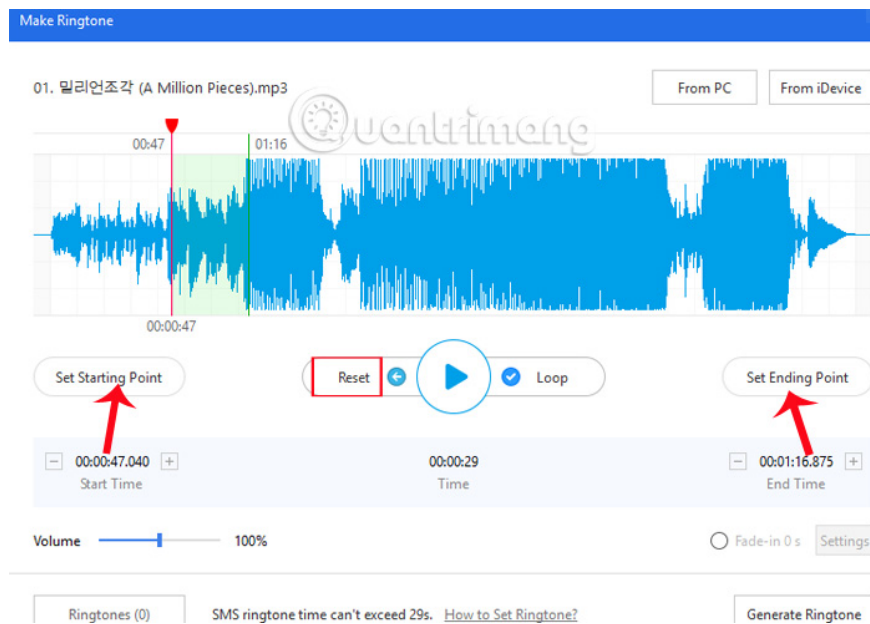 Make Ringtone
01. 밀리언조각 (A Million Pieces).mp3
From PC
From iDevice
Quantrimang
00:47
01:16
00:00:47
Set Starting Point
Reset
Loop
Set Ending Point
00:00:47.040
00:00:29
00:01:16.875
Start Time
Time
End Time
Volume
100%
Fade-in 0 s
Settings
Ringtones (0)
SMS ringtone time can't exceed 29s. How to Set Ringtone?
Generate Ringtone